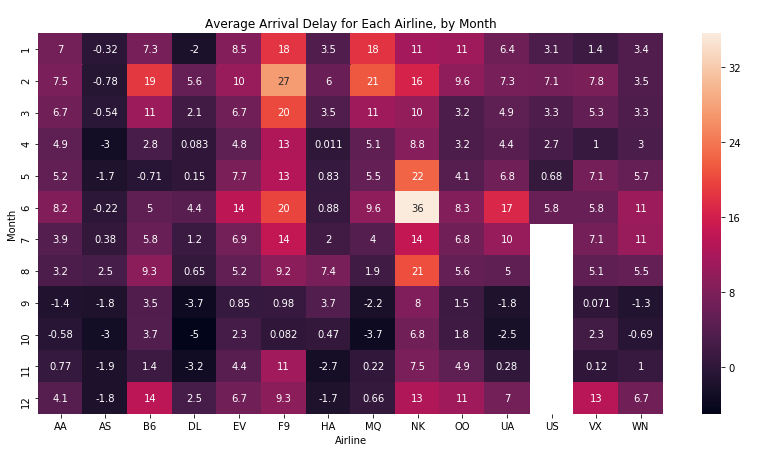 Average Arrival Delay for Each Airline, by Month
1 7 -0.32 7.3 -2 8.5 18 3.5 18 11 11 6.4 3.1 1.4 3.4
2 7.5 -0.78 19 5.6 10 27 6 21 16 9.6 7.3 7.1 7.8 3.5
3 6.7 -0.54 11 2.1 6.7 20 3.5 11 10 3.2 4.9 3.3 5.3 3.3
4 4.9 -3 2.8 0.083 4.8 13 0.011 5.1 8.8 3.2 4.4 2.7 1 3
5 5.2 -1.7 -0.71 0.15 7.7 13 0.83 5.5 22 4.1 6.8 0.68 7.1 5.7
6 8.2 -0.22 5 4.4 14 20 0.88 9.6 36 8.3 17 5.8 5.8 11
Month
7 3.9 0.38 5.8 1.2 6.9 14 2 4 14 6.8 10 7.1 11
8 3.2 2.5 9.3 0.65 5.2 9.2 7.4 1.9 21 5.6 5 5.1 5.5
9 -1.4 -1.8 3.5 -3.7 0.85 0.98 3.7 -2.2 8 1.5 -1.8 0.071 -1.3
10 -0.58 -3 3.7 -5 2.3 0.082 0.47 -3.7 6.8 1.8 -2.5 2.3 -0.69
11 0.77 -1.9 1.4 -3.2 4.4 11 -2.7 0.22 7.5 4.9 0.28 0.12 1
12 4.1 -1.8 14 2.5 6.7 9.3 -1.7 0.66 13 11 7 13 6.7
AA AS B6 DL EV F9 HA MQ NK OO UA US VX WN
Airline
32
24
16
8
0